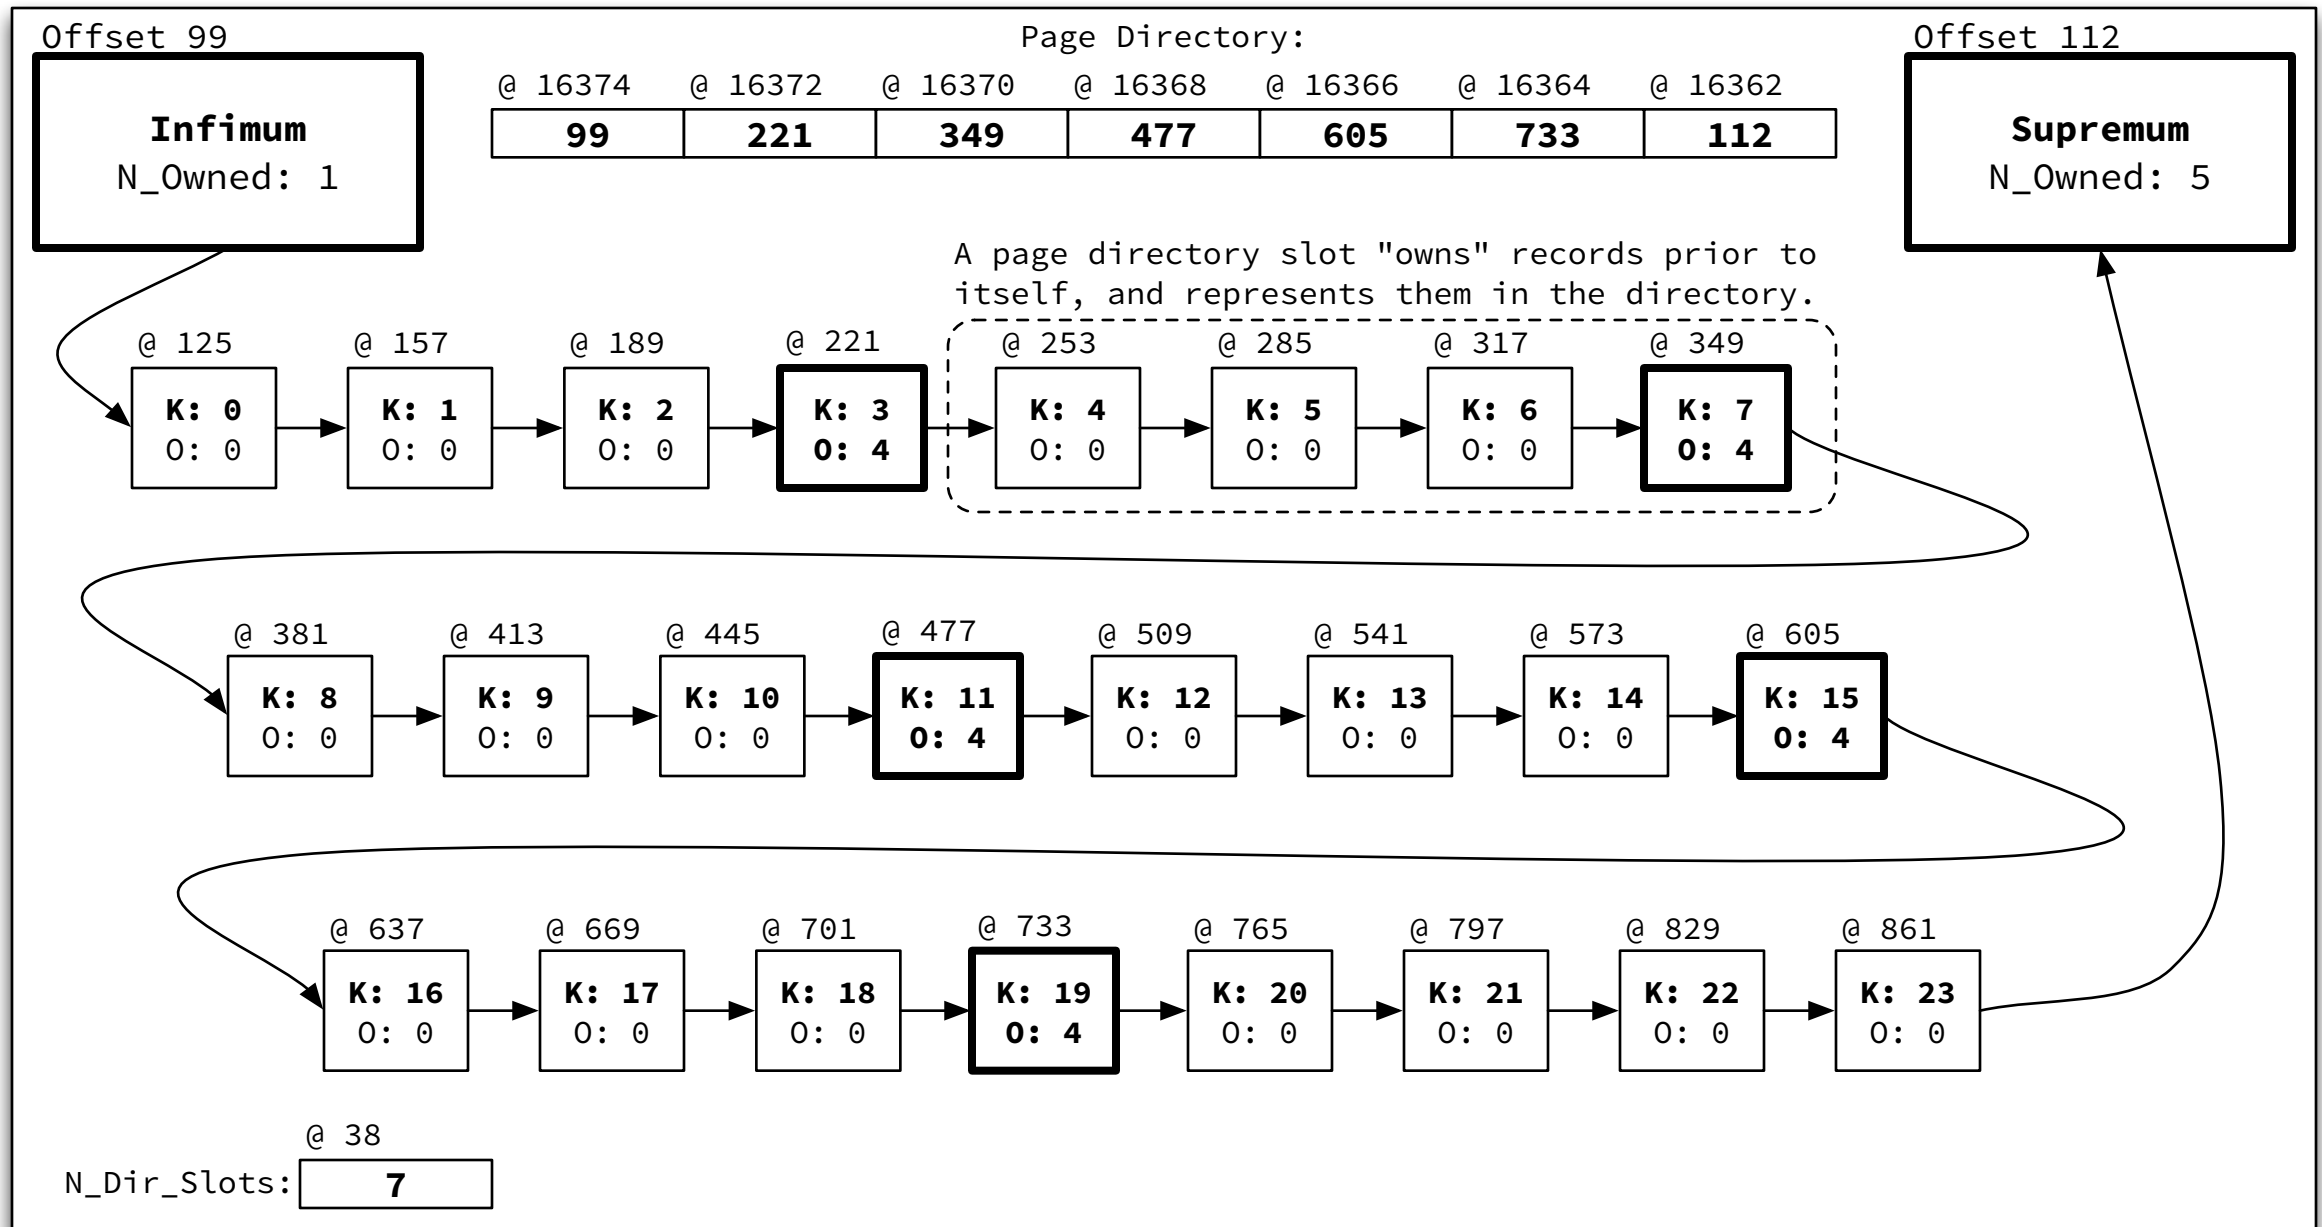 Offset 99
Page Directory:
Offset 112
@ 16374 @ 16372 @ 16370 @ 16368 @ 16366 @ 16364 @ 16362
99 221 349 477 605 733 112
Infimum
N_Owned: 1
Supremum
N_Owned: 5
A page directory slot "owns" records prior to
itself, and represents them in the directory.
@ 125 @ 157 @ 189 @ 221 @ 253 @ 285 @ 317 @ 349
K: 0 K: 1 K: 2 K: 3 K: 4 K: 5 K: 6 K: 7
O: 0 O: 0 O: 0 O: 4 O: 0 O: 0 O: 0 O: 4
@ 381 @ 413 @ 445 @ 477 @ 509 @ 541 @ 573 @ 605
K: 8 K: 9 K: 10 K: 11 K: 12 K: 13 K: 14 K: 15
O: 0 O: 0 O: 0 O: 4 O: 0 O: 0 O: 0 O: 4
@ 637 @ 669 @ 701 @ 733 @ 765 @ 797 @ 829 @ 861
K: 16 K: 17 K: 18 K: 19 K: 20 K: 21 K: 22 K: 23
O: 0 O: 0 O: 0 O: 4 O: 0 O: 0 O: 0 O: 0
@ 38
N_Dir_Slots: 7